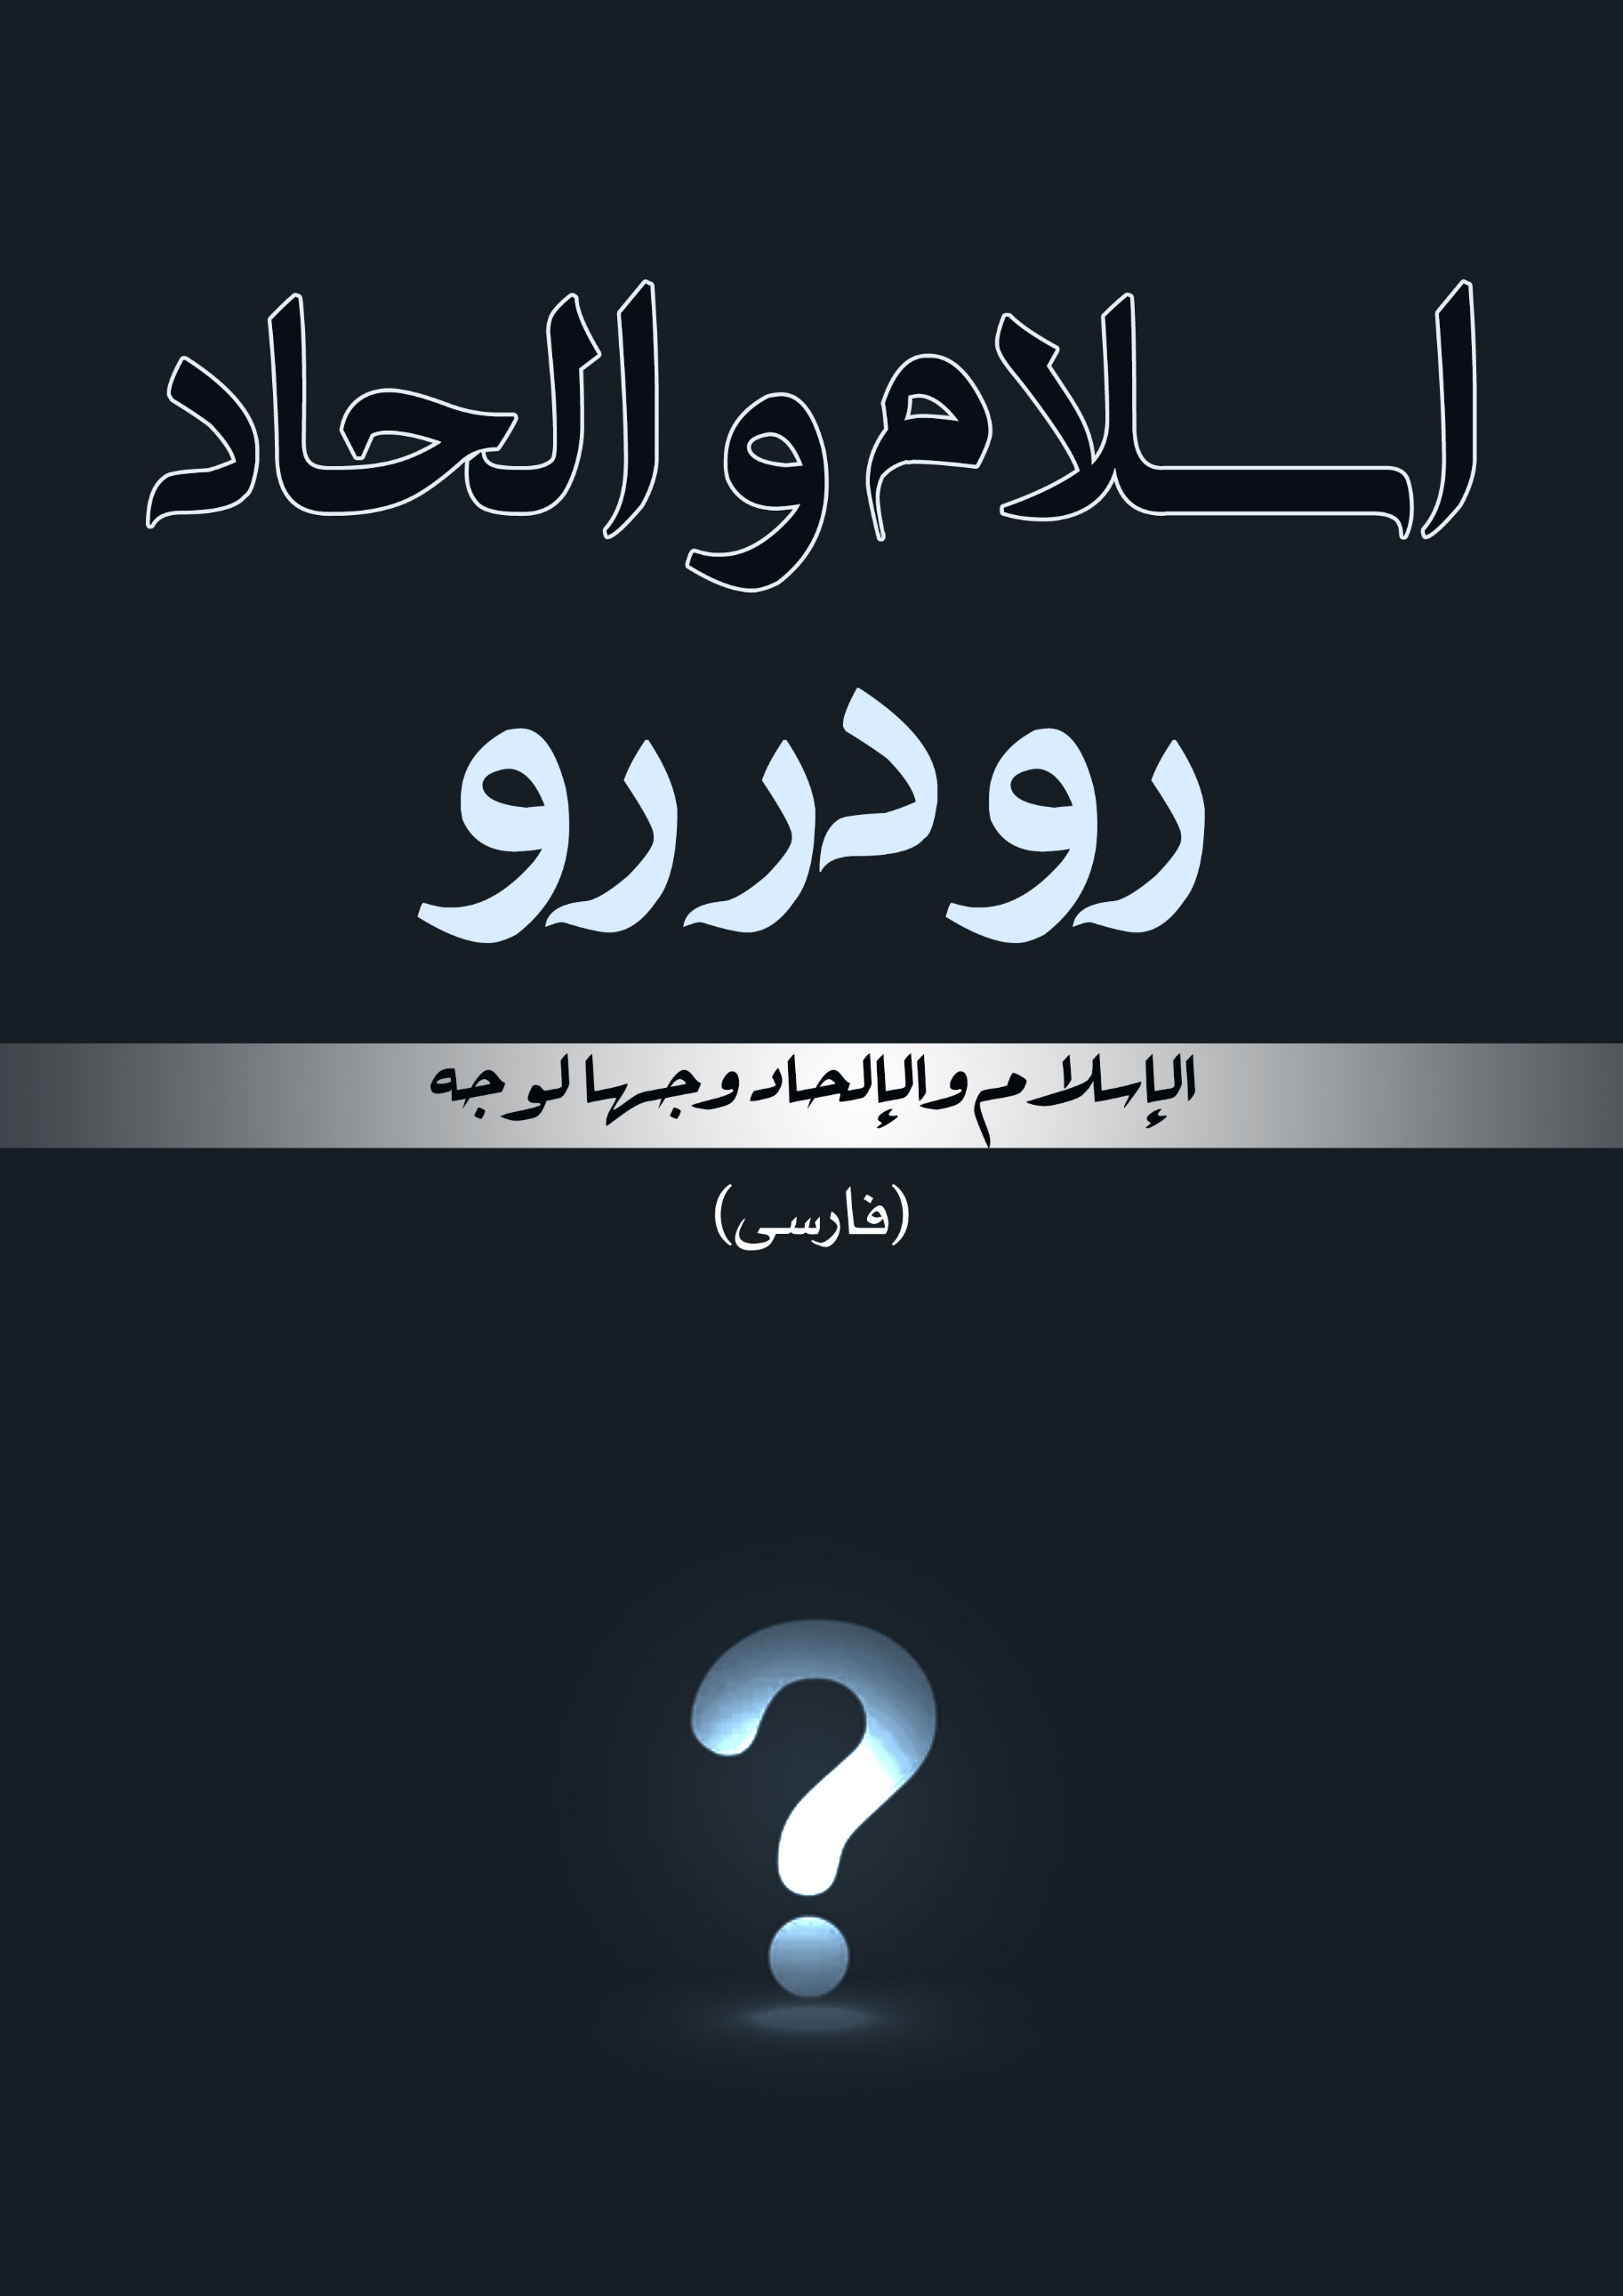 اسلام و الحاد
رودررو
الإسلام والإلحاد وجها لوجه
(فارسی)
?